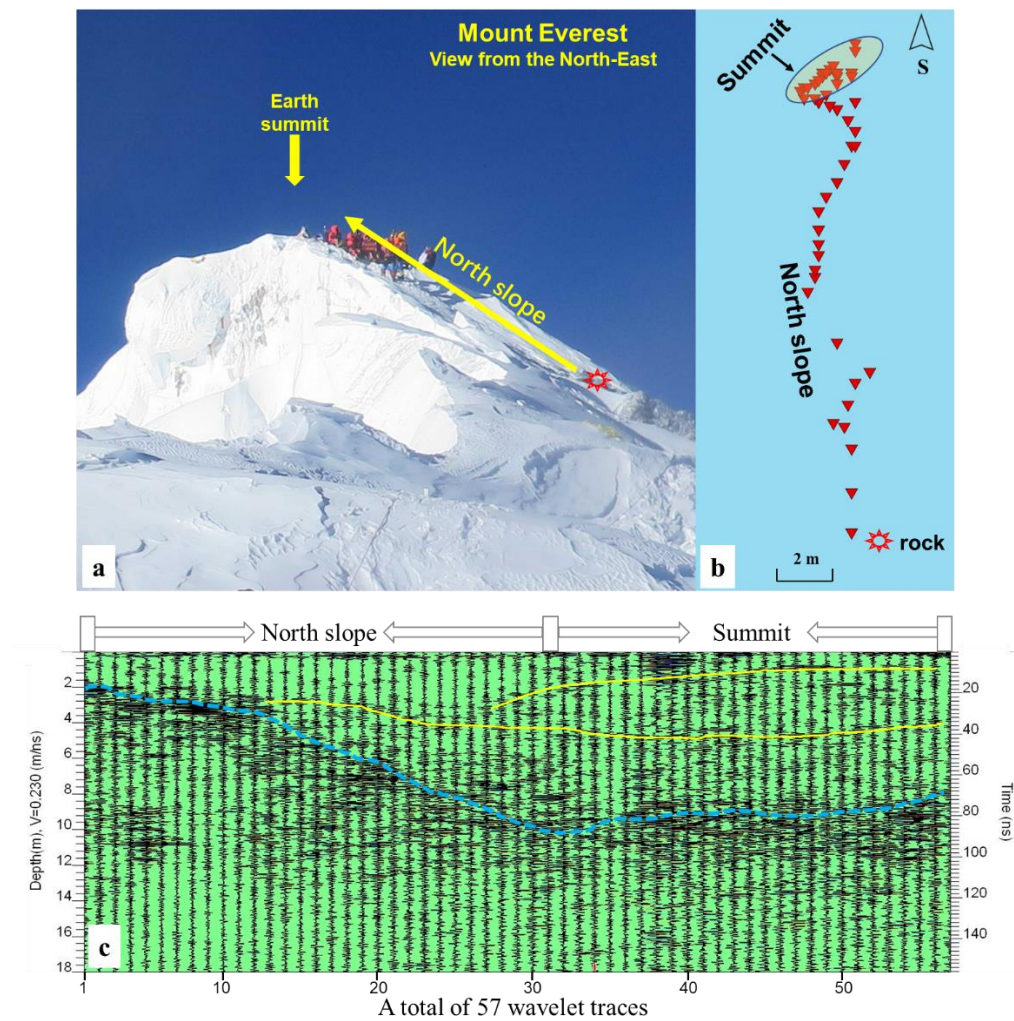 Mount Everest
View from the North-East
Earth
summit
North slope
a
Summit
S
North slope
rock
2 m
b
North slope
Summit
Depth(m), V=0.230 (m/ns)
2
4
6
8
10
12
14
16
18
20
40
60
80
100
120
140
Time (ns)
c
1
10
20
30
40
50
A total of 57 wavelet traces